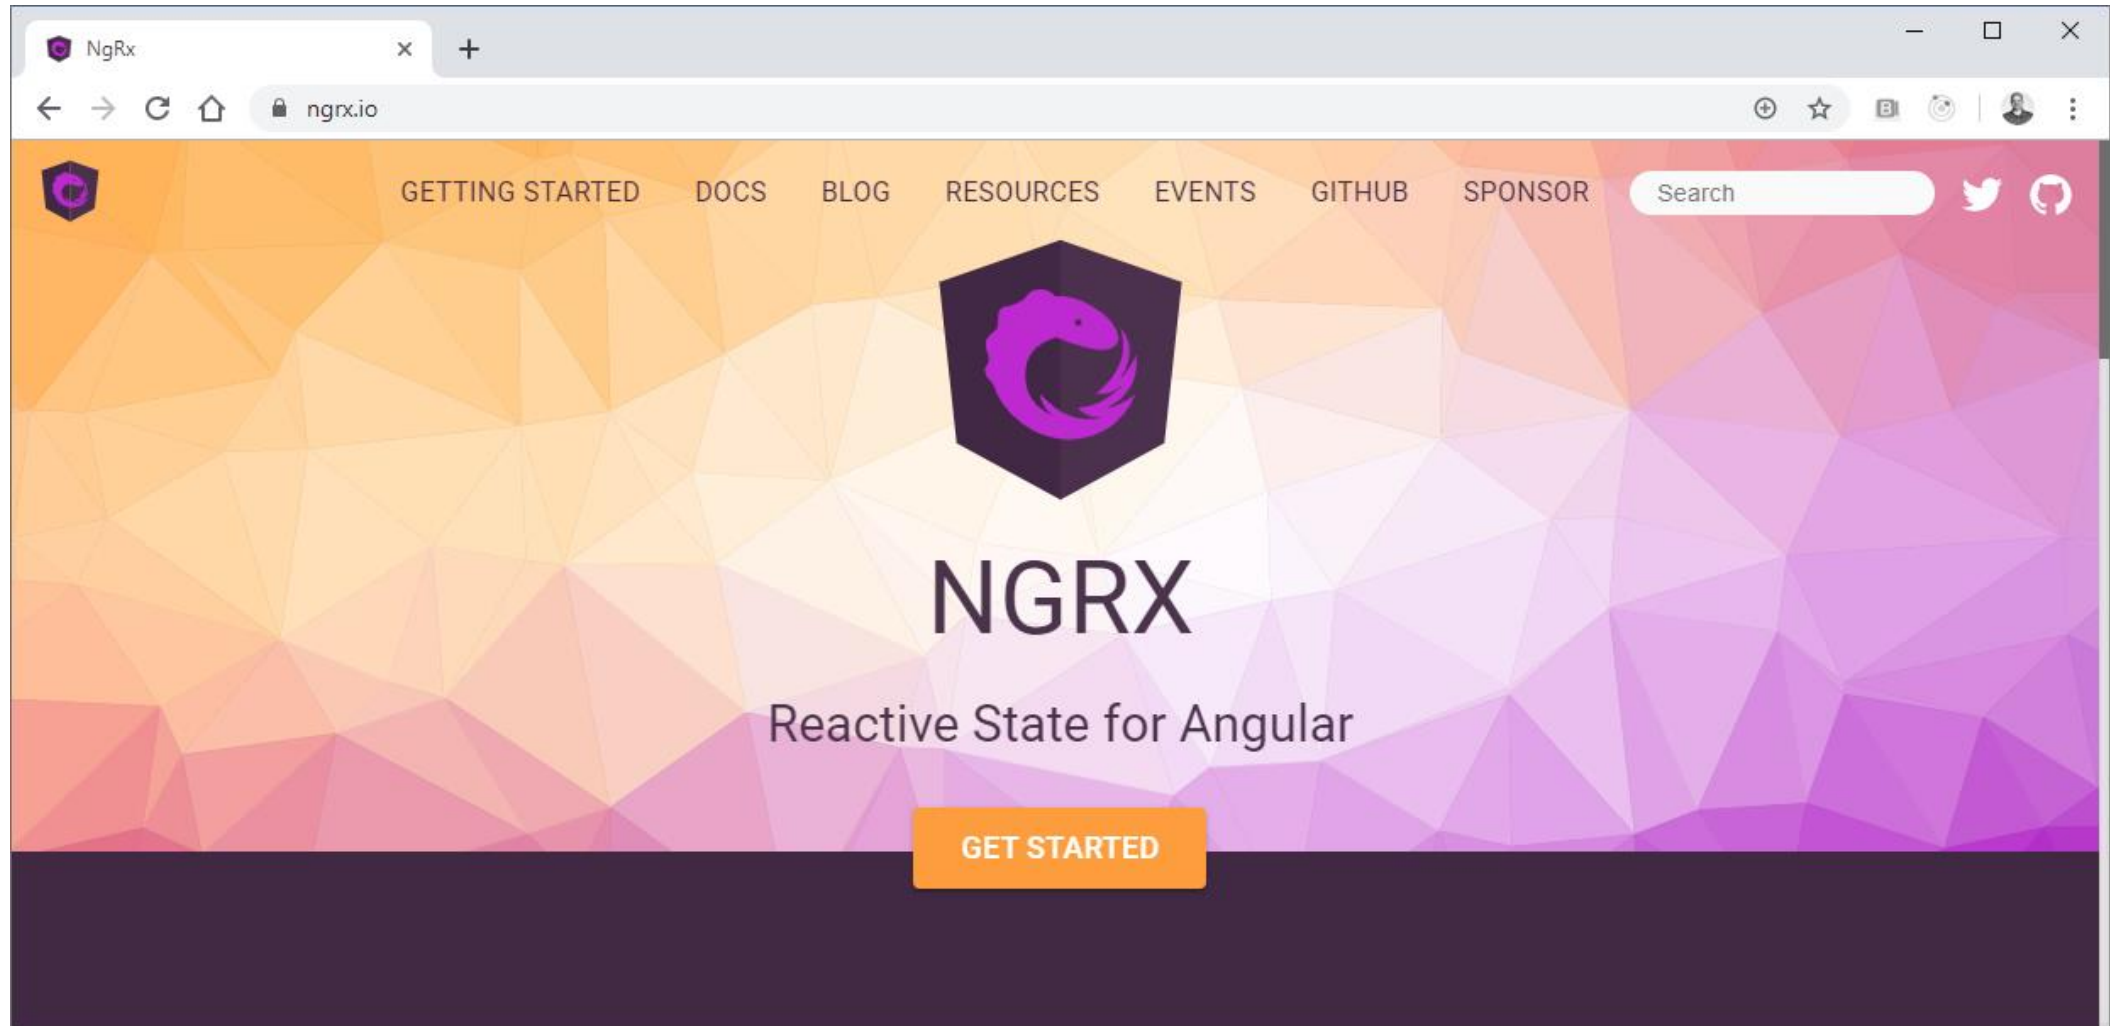 NgRx
ngrx.io
GETTING STARTED DOCS BLOG RESOURCES EVENTS GITHUB SPONSOR Search
NGRX
Reactive State for Angular
GET STARTED